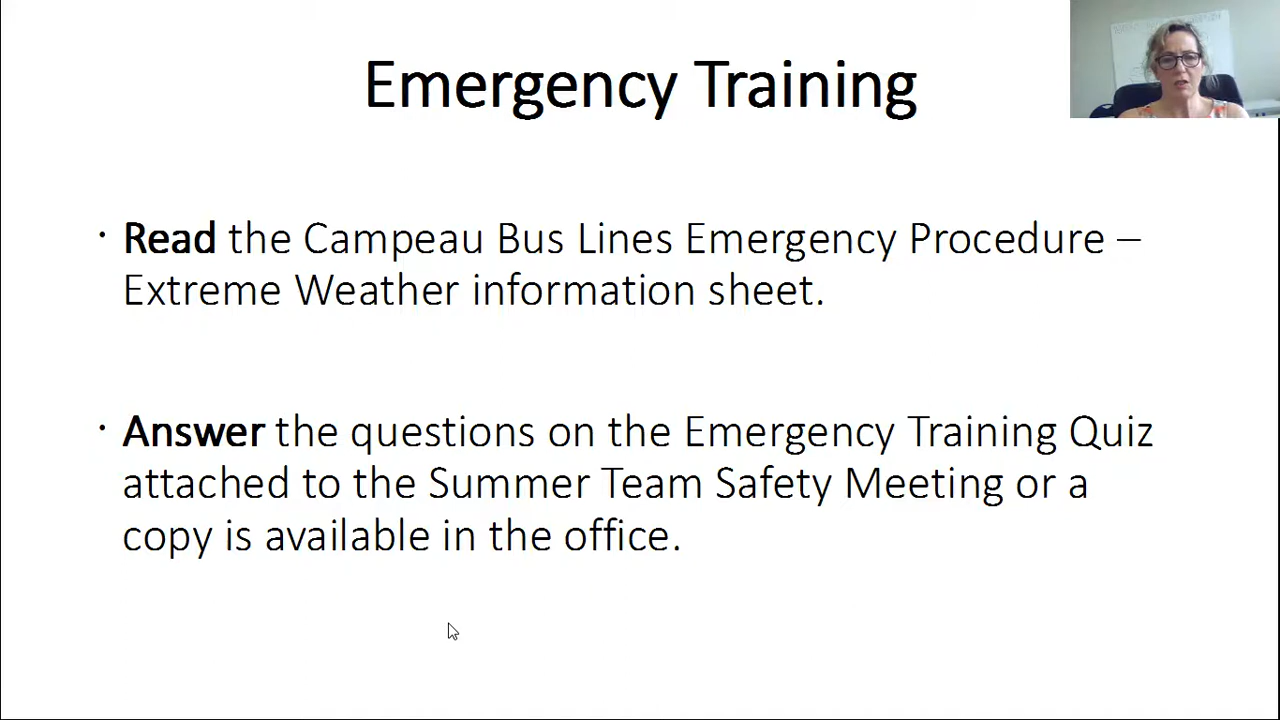 Emergency Training
· Read the Campeau Bus Lines Emergency Procedure –
Extreme Weather information sheet.
· Answer the questions on the Emergency Training Quiz
attached to the Summer Team Safety Meeting or a
copy is available in the office.